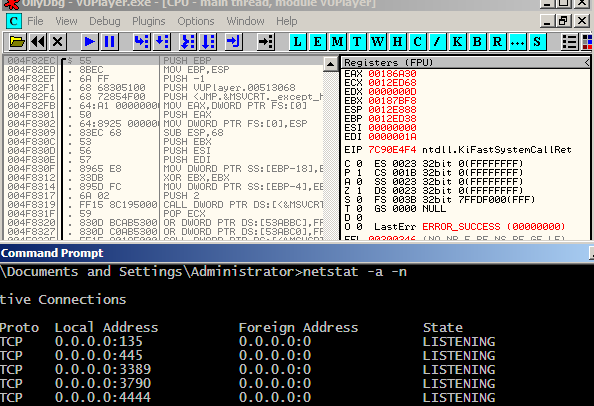 OllyDbg - VUPlayer.exe - [CPU - main thread, module VUPlayer]
C File View Debug Plugins Options Window Help
L E M T W H C / K B R ... S
004F82EC $ 55 PUSH EBP
004F82ED . 8BEC MOV EBP,ESP
004F82EF . 6A FF PUSH -1
004F82F1 . 68 68305100 PUSH VUPlayer.00513068
004F82F6 . 68 72854F00 PUSH <JMP.&MSVCRT._except_h
004F82FB . 64:A1 00000000 MOV EAX,DWORD PTR FS:[0]
004F8301 . 50 PUSH EAX
004F8302 . 64:8925 000000 MOV DWORD PTR FS:[0],ESP
004F8309 . 83EC 68 SUB ESP,68
004F830C . 53 PUSH EBX
004F830D . 56 PUSH ESI
004F830E . 57 PUSH EDI
004F830F . 8965 E8 MOV DWORD PTR SS:[EBP-18],E
004F8312 . 33DB XOR EBX,EBX
004F8314 . 895D FC MOV DWORD PTR SS:[EBP-4],EB
004F8317 . 6A 02 PUSH 2
004F8319 . FF15 8C195000 CALL DWORD PTR DS:[<&MSVCRT
004F831F . 59 POP ECX
004F8320 . 830D BCAB5300 OR DWORD PTR DS:[53ABBC],FF
004F8327 . 830D C0AB5300 OR DWORD PTR DS:[53ABC0],FF
Registers (FPU)
EAX 00186A30
ECX 0012ED68
EDX 0000000D
EBX 00187BF8
ESP 0012E838
EBP 0012ED38
ESI 00000000
EDI 0000001A
EIP 7C90E4F4 ntdll.KiFastSystemCallRet
C 0 ES 0023 32bit 0(FFFFFFFF)
P 1 CS 001B 32bit 0(FFFFFFFF)
A 0 SS 0023 32bit 0(FFFFFFFF)
Z 1 DS 0023 32bit 0(FFFFFFFF)
S 0 FS 003B 32bit 7FFDF000(FFF)
T 0 GS 0000 NULL
D 0
O 0 LastErr ERROR_SUCCESS (00000000)
EFL 00200246 (NO,NB,E,BE,NS,PE,GE,LE)
Command Prompt
\Documents and Settings\Administrator>netstat -a -n
tive Connections
Proto Local Address Foreign Address State
TCP 0.0.0.0:135 0.0.0.0:0 LISTENING
TCP 0.0.0.0:445 0.0.0.0:0 LISTENING
TCP 0.0.0.0:3389 0.0.0.0:0 LISTENING
TCP 0.0.0.0:3790 0.0.0.0:0 LISTENING
TCP 0.0.0.0:4444 0.0.0.0:0 LISTENING